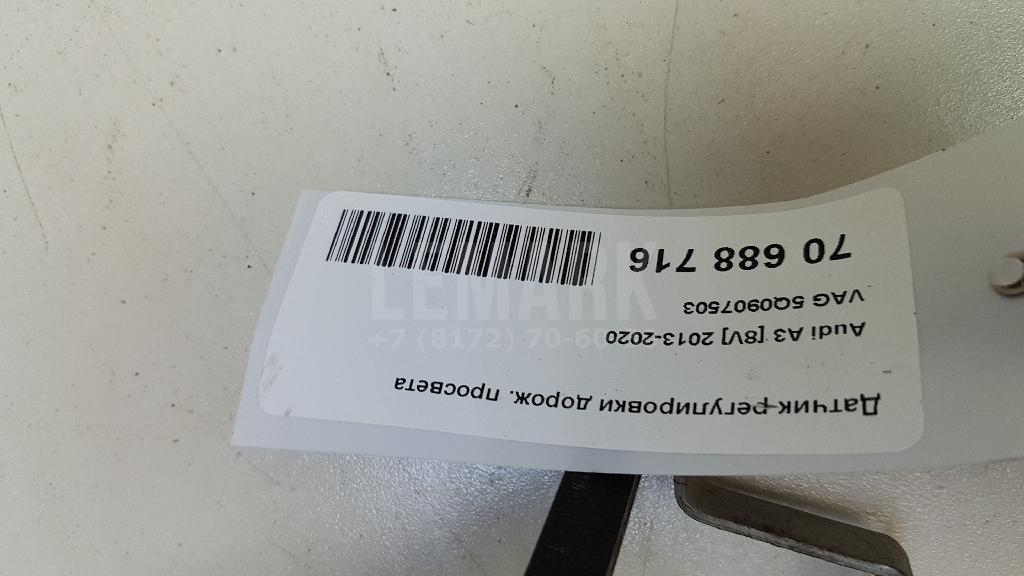 Датчик регулировки дорож. просвета
Audi A3 [8V] 2013-2020
VAG 5Q0907503
70 688 716
LEMARK
+7 (8172) 70-60